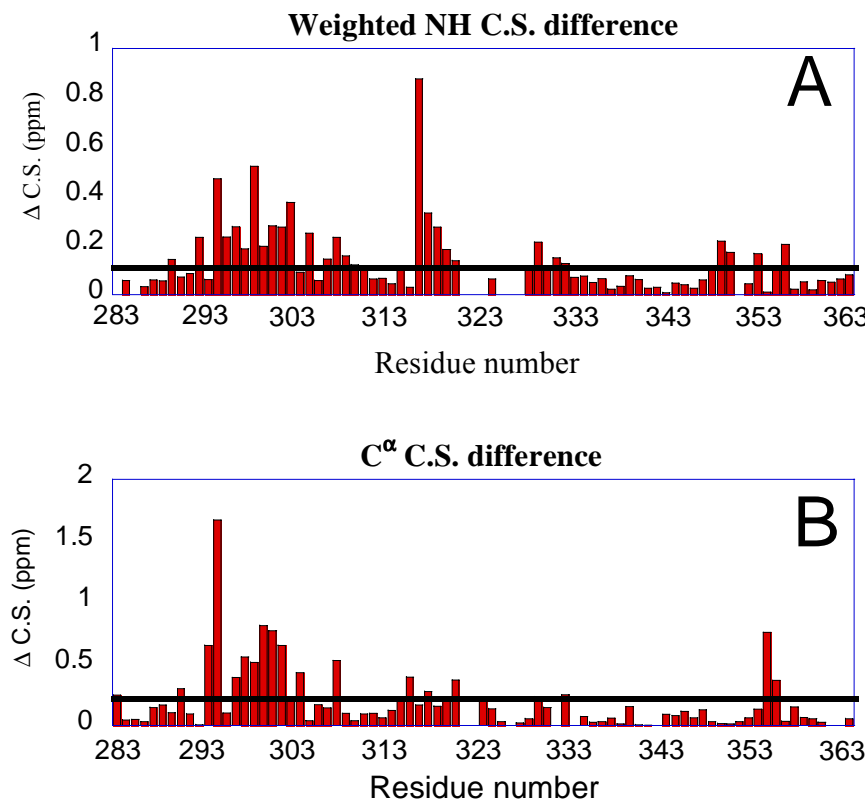 Weighted NH C.S. difference
A
Δ C.S. (ppm)
1
0.8
0.6
0.4
0.2
0
283 293 303 313 323 333 343 353 363
Residue number
Cα C.S. difference
B
Δ C.S. (ppm)
2
1.5
1
0.5
0
283 293 303 313 323 333 343 353 363
Residue number